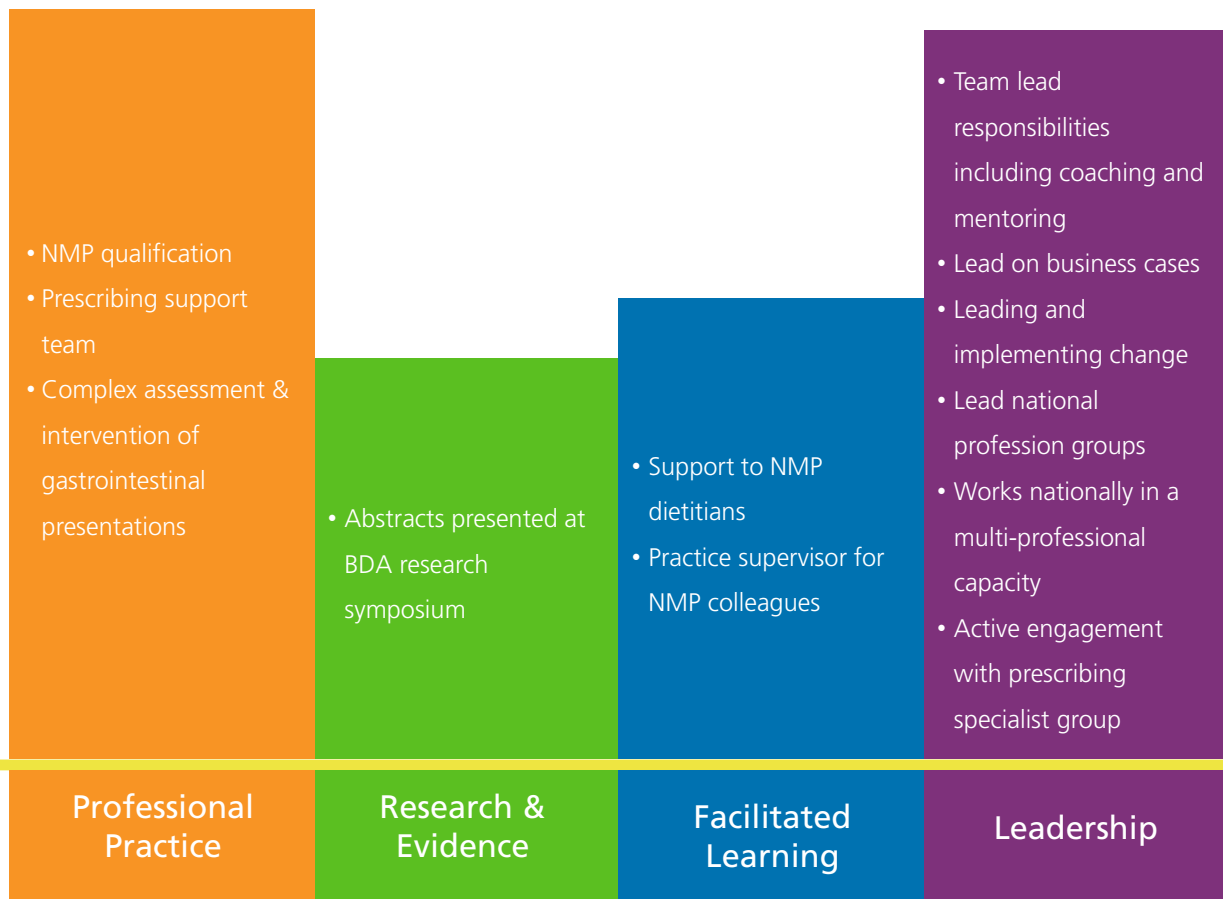 • NMP qualification
• Prescribing support
team
• Complex assessment &
intervention of
gastrointestinal
presentations
Professional
Practice
• Abstracts presented at
BDA research
symposium
Research &
Evidence
• Support to NMP
dietitians
• Practice supervisor for
NMP colleagues
Facilitated
Learning
• Team lead
responsibilities
including coaching and
mentoring
• Lead on business cases
• Leading and
implementing change
• Lead national
profession groups
• Works nationally in a
multi-professional
capacity
• Active engagement
with prescribing
specialist group
Leadership